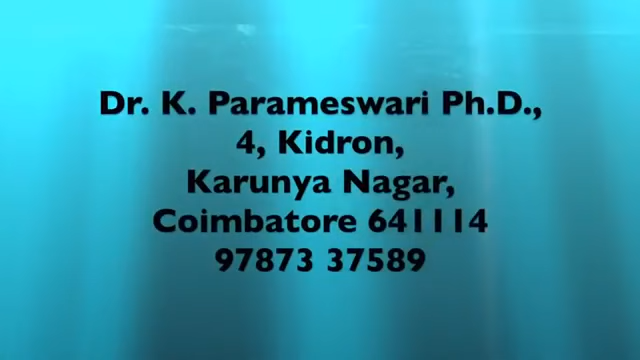 Dr. K. Parameswari Ph.D.,
4, Kidron,
Karunya Nagar,
Coimbatore 641114
97873 37589